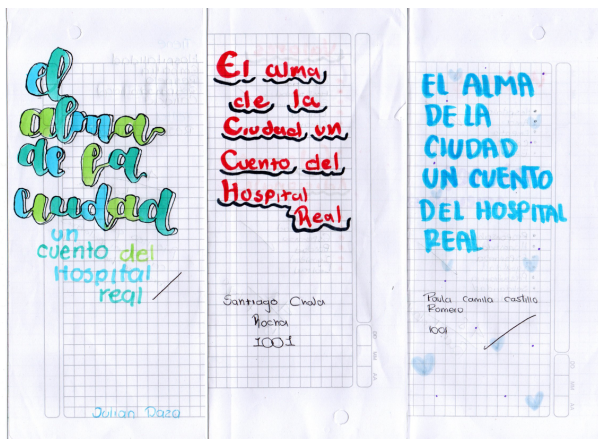 el
alma
de la
ciudad
un
cuento del
Hospital
real
Julian Daza
El alma
de la
Ciudad, un
Cuento del
Hospital
Real
Santiago Chala
Rocha
1001
EL ALMA
DE LA
CIUDAD
UN CUENTO
DEL HOSPITAL
REAL
Paula camila castillo
Romero
1001